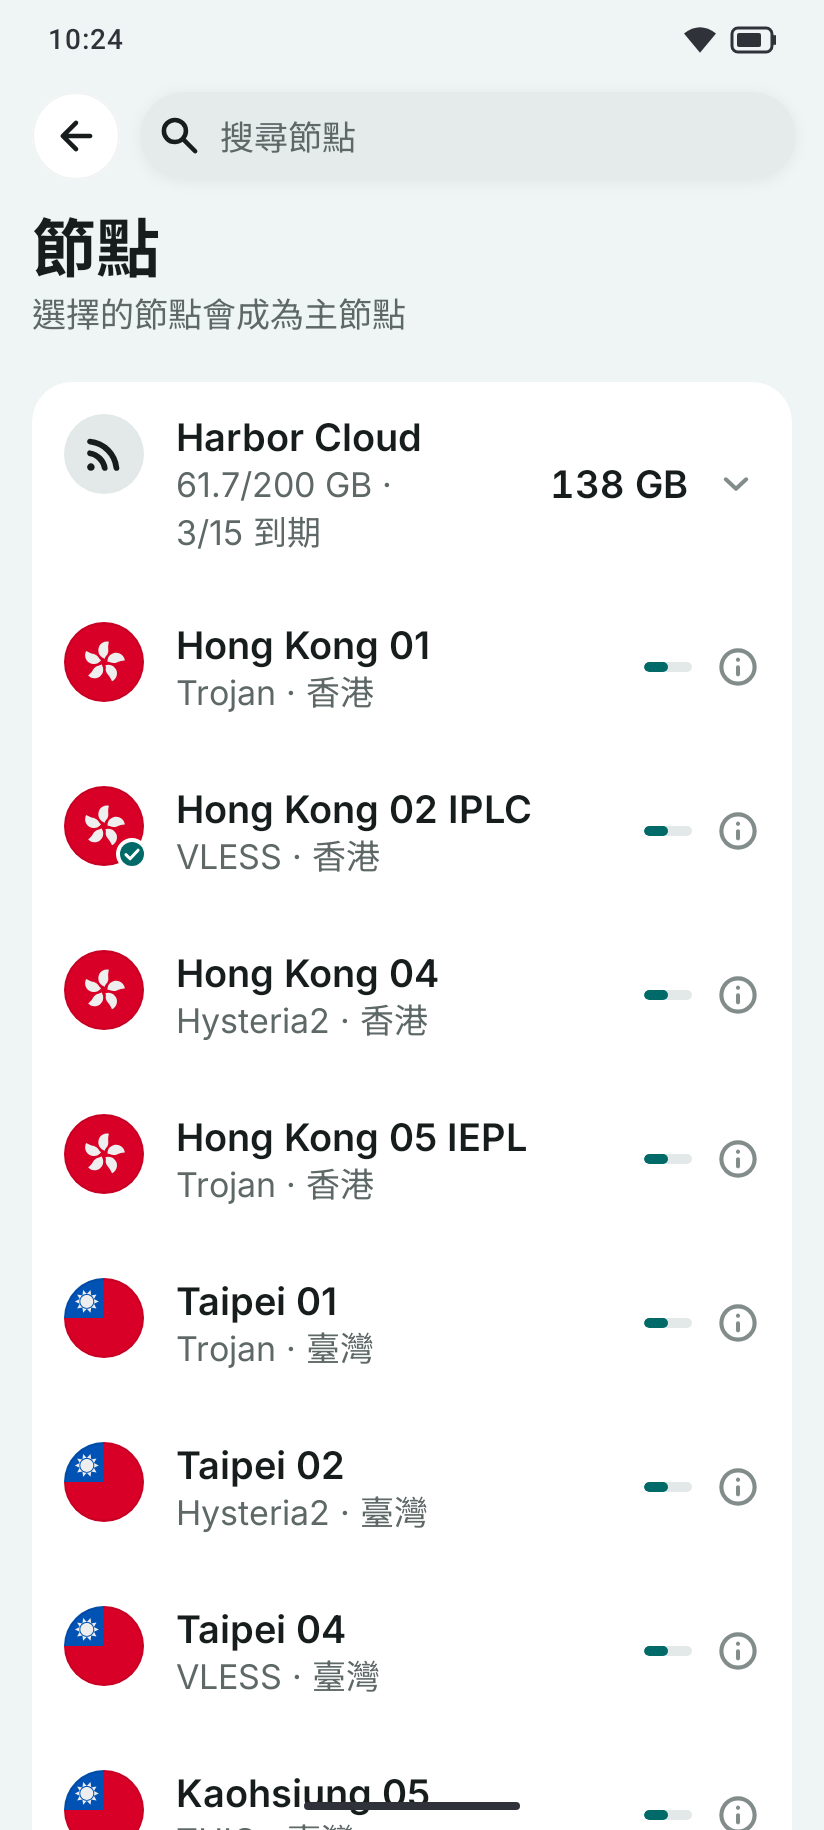 10:24
搜尋節點
節點
選擇的節點會成為主節點
Harbor Cloud
61.7/200 GB ·
3/15 到期
138 GB
Hong Kong 01
Trojan · 香港
Hong Kong 02 IPLC
VLESS · 香港
Hong Kong 04
Hysteria2 · 香港
Hong Kong 05 IEPL
Trojan · 香港
Taipei 01
Trojan · 臺灣
Taipei 02
Hysteria2 · 臺灣
Taipei 04
VLESS · 臺灣
Kaohsiung 05